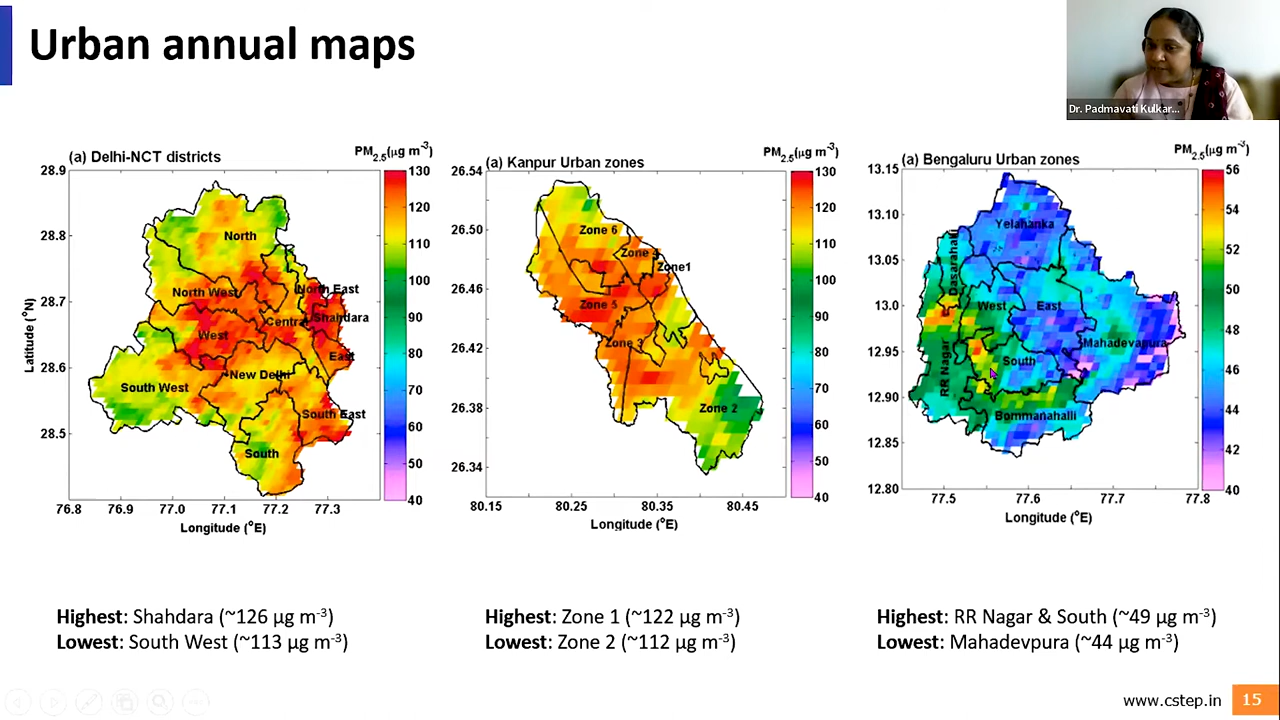 Urban annual maps
Dr. Padmavati Kulkar...
(a) Delhi-NCT districts
PM2.5(µg m-3)
28.9
28.8
28.7
28.6
28.5
76.8 76.9 77.0 77.1 77.2 77.3
Latitude (°N)
Longitude (°E)
North
North West
North East
Shahdara
Central
West
East
New Delhi
South West
South East
South
130
120
110
100
90
80
70
60
50
40
(a) Kanpur Urban zones
PM2.5(µg m-3)
26.54
26.50
26.46
26.42
26.38
26.34
80.15 80.25 80.35 80.45
Longitude (°E)
Zone 6
Zone 4
Zone1
Zone 5
Zone 3
Zone 2
130
120
110
100
90
80
70
60
50
40
(a) Bengaluru Urban zones
PM2.5(µg m-3)
13.15
13.10
13.05
13.0
12.95
12.90
12.85
12.80
77.5 77.6 77.7 77.8
Longitude (°E)
Yelahanka
Dasarahalli
West
East
Mahadevapura
South
RR Nagar
Bommanahalli
56
54
52
50
48
46
44
42
40
Highest: Shahdara (~126 µg m-3)
Lowest: South West (~113 µg m-3)
Highest: Zone 1 (~122 µg m-3)
Lowest: Zone 2 (~112 µg m-3)
Highest: RR Nagar & South (~49 µg m-3)
Lowest: Mahadevpura (~44 µg m-3)
www.cstep.in
15